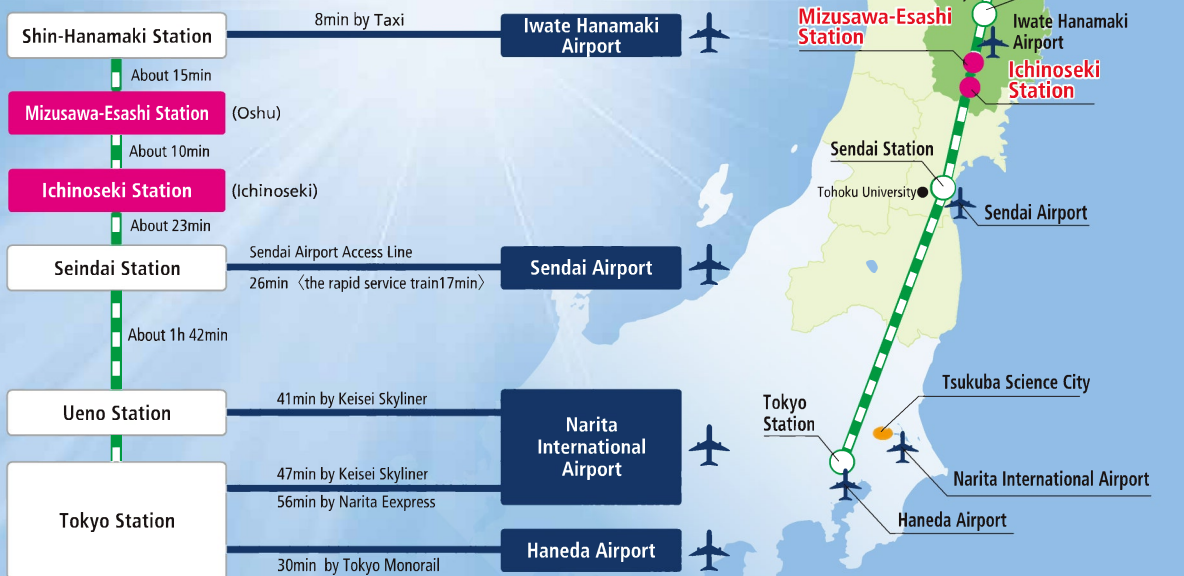 Shin-Hanamaki Station
8min by Taxi
Iwate Hanamaki
Airport
About 15min
Mizusawa-Esashi Station
(Oshu)
About 10min
Ichinoseki Station
(Ichinoseki)
About 23min
Seindai Station
Sendai Airport Access Line
26min 〈the rapid service train17min〉
Sendai Airport
About 1h 42min
Ueno Station
41min by Keisei Skyliner
Narita
International
Airport
47min by Keisei Skyliner
56min by Narita Eexpress
Tokyo Station
Haneda Airport
30min by Tokyo Monorail
Mizusawa-Esashi
Station
Iwate Hanamaki
Airport
Ichinoseki
Station
Sendai Station
Tohoku University
Sendai Airport
Tsukuba Science City
Tokyo
Station
Narita International Airport
Haneda Airport